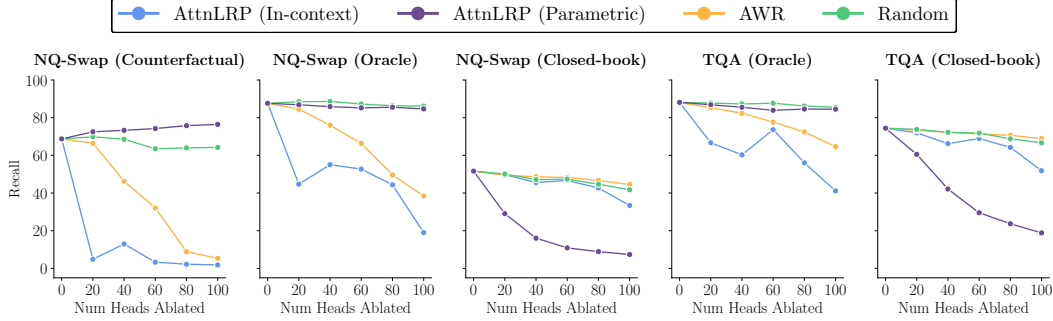 AttnLRP (In-context) AttnLRP (Parametric) AWR Random
NQ-Swap (Counterfactual) NQ-Swap (Oracle) NQ-Swap (Closed-book) TQA (Oracle) TQA (Closed-book)
100
80
60
40
20
0
Recall
0 20 40 60 80 100 0 20 40 60 80 100 0 20 40 60 80 100 0 20 40 60 80 100 0 20 40 60 80 100
Num Heads Ablated Num Heads Ablated Num Heads Ablated Num Heads Ablated Num Heads Ablated